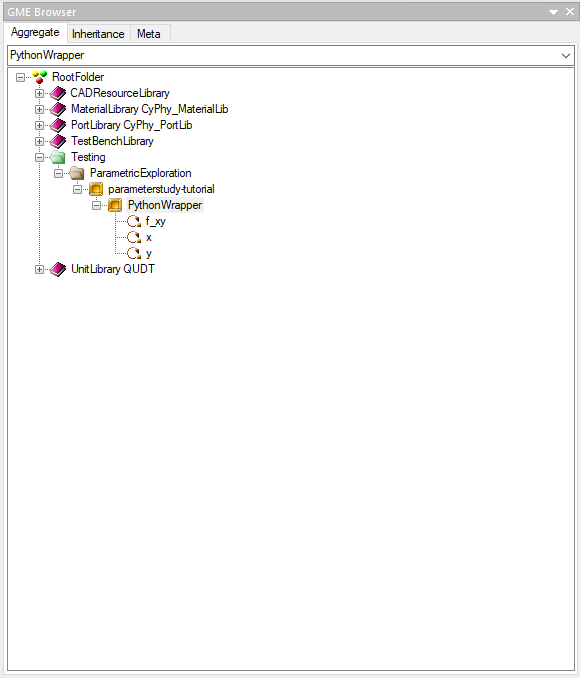 GME Browser
Aggregate Inheritance Meta
PythonWrapper
RootFolder
CADResourceLibrary
MaterialLibrary CyPhy_MaterialLib
PortLibrary CyPhy_PortLib
TestBenchLibrary
Testing
ParametricExploration
parameterstudy-tutorial
PythonWrapper
f_xy
x
y
UnitLibrary QUDT